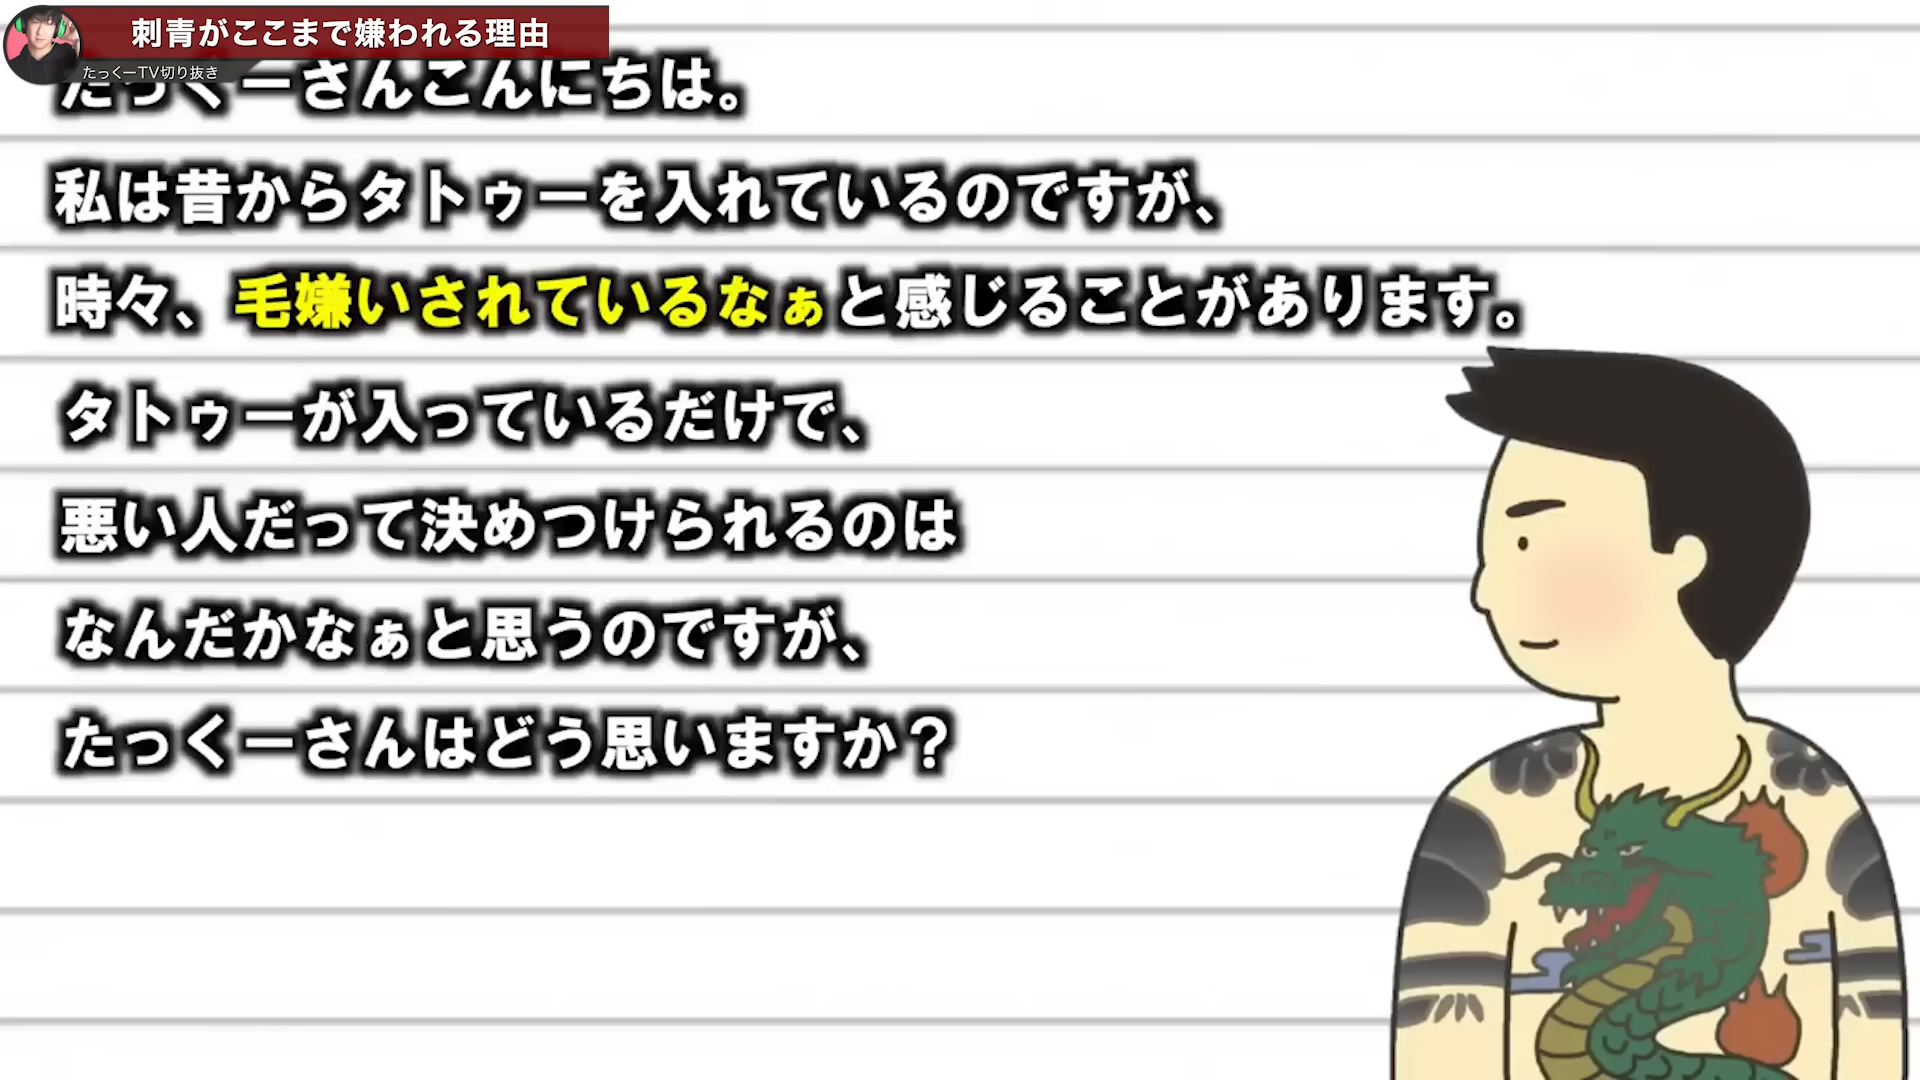 刺青がここまで嫌われる理由
たっくーTV切り抜き
たっくーさんこんにちは。
私は昔からタトゥーを入れているのですが、
時々、毛嫌いされているなぁと感じることがあります。
タトゥーが入っているだけで、
悪い人だって決めつけられるのは
なんだかなぁと思うのですが、
たっくーさんはどう思いますか？